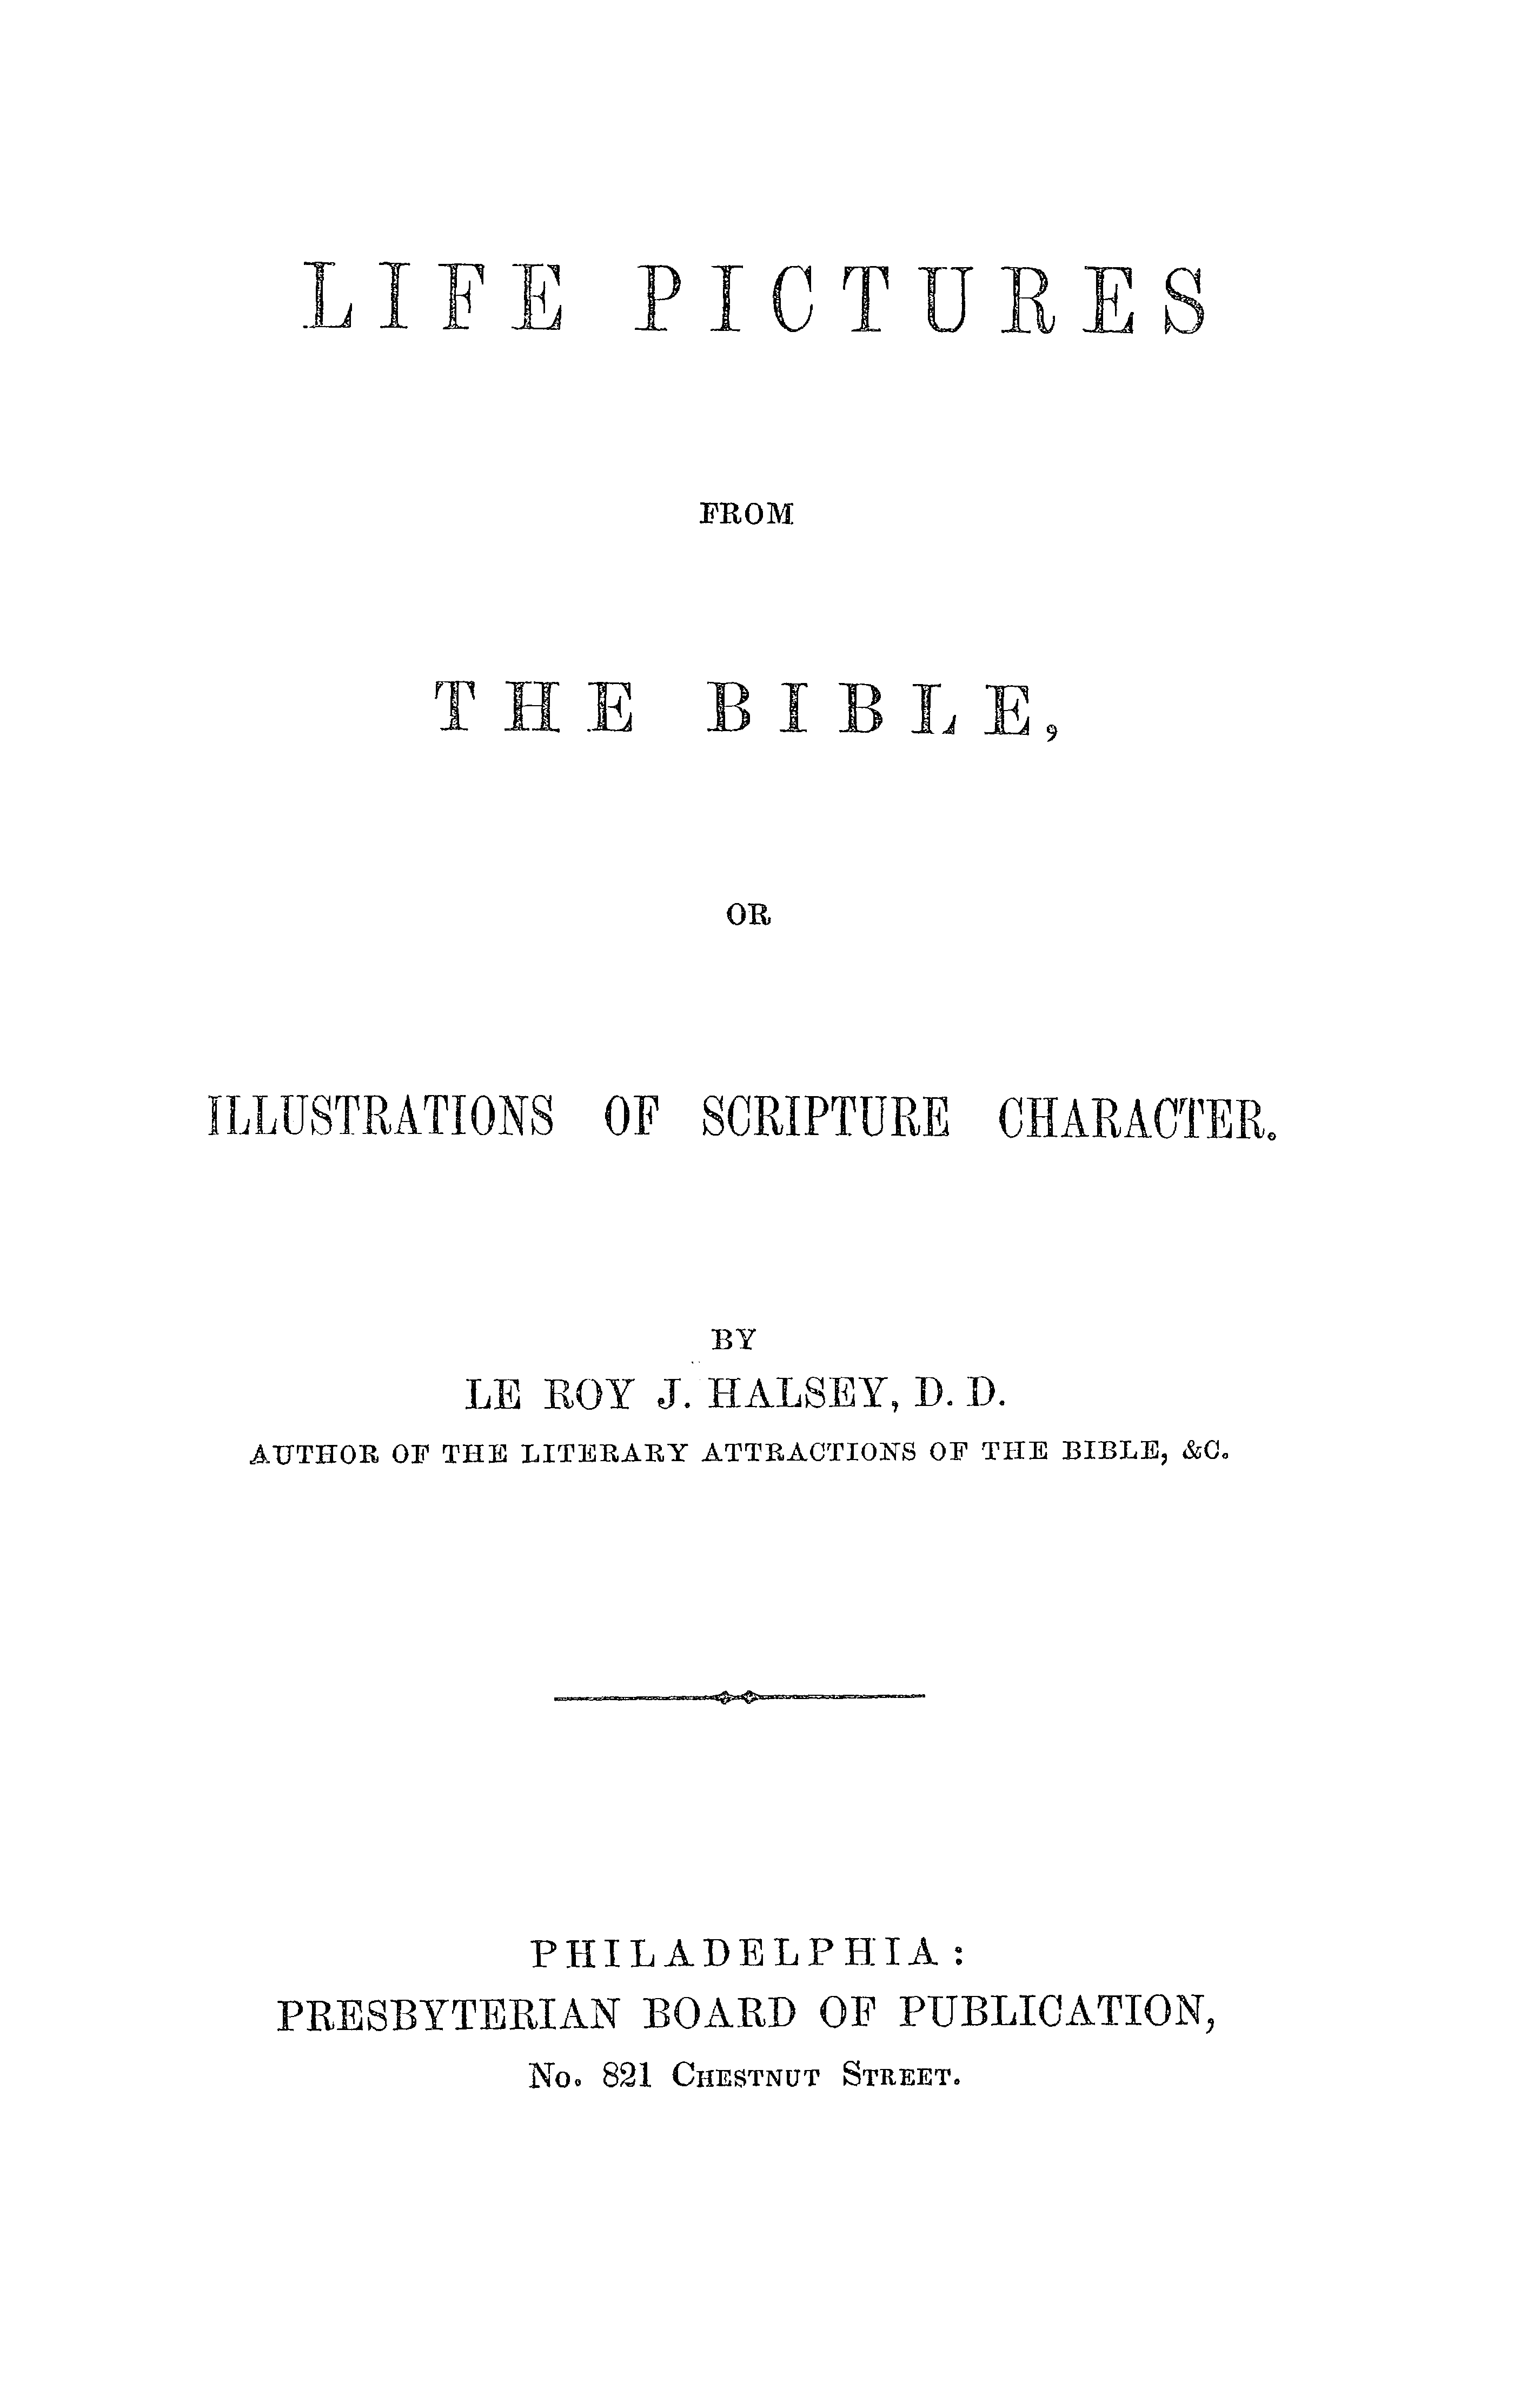 LIFE PICTURES
FROM
THE BIBLE,
OR
ILLUSTRATIONS OF SCRIPTURE CHARACTER.
BY
LE ROY J. HALSEY, D. D.
AUTHOR OF THE LITERARY ATTRACTIONS OF THE BIBLE, &C.
PHILADELPHIA:
PRESBYTERIAN BOARD OF PUBLICATION,
No. 821 Chestnut Street.